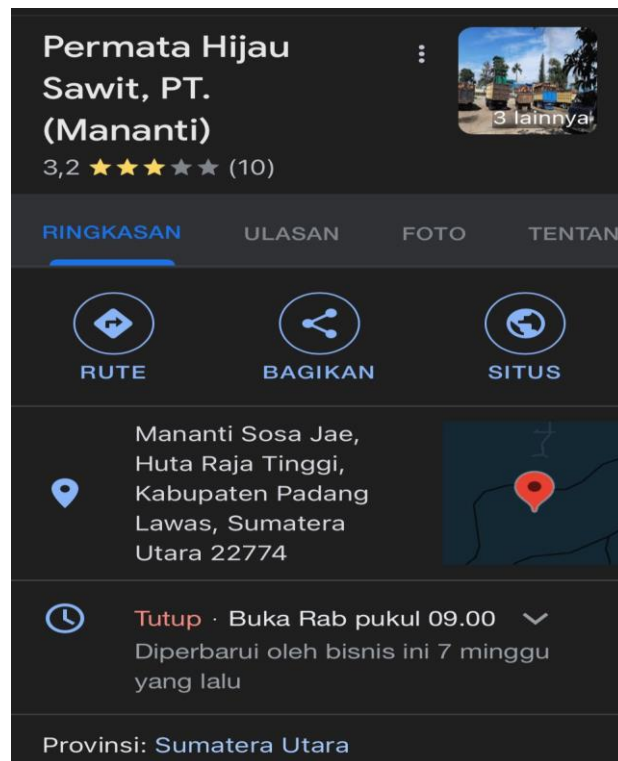 Permata Hijau
Sawit, PT.
(Mananti)
3 lainnya
3,2 (10)
RINGKASAN ULASAN FOTO TENTAN
RUTE BAGIKAN SITUS
Mananti Sosa Jae,
Huta Raja Tinggi,
Kabupaten Padang
Lawas, Sumatera
Utara 22774
Tutup · Buka Rab pukul 09.00
Diperbarui oleh bisnis ini 7 minggu
yang lalu
Provinsi: Sumatera Utara